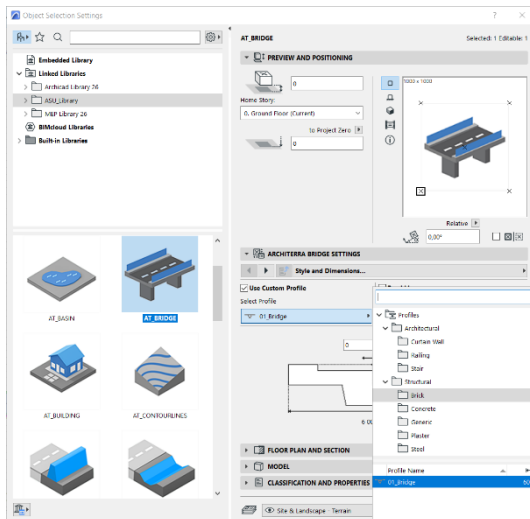 Object Selection Settings
?
Embedded Library
Linked Libraries
Archicad Library 26
ASU_Library
MEP Library 26
BIMcloud Libraries
Built-in Libraries
AT_BASIN
AT_BRIDGE
AT_BUILDING
AT_CONTOURLINES
AT_BRIDGE
Selected: 1 Editable: 1
PREVIEW AND POSITIONING
0
Home Story:
0. Ground Floor (Current)
to Project Zero
0
1000 x 1000
Relative
0,00°
ARCHITERRA BRIDGE SETTINGS
Style and Dimensions...
Use Custom Profile
Select Profile
01_Bridge
0
Profiles
Architectural
Curtain Wall
Railing
Stair
Structural
Brick
Concrete
Generic
Plaster
Steel
Profile Name
01_Bridge
FLOOR PLAN AND SECTION
MODEL
CLASSIFICATION AND PROPERTIES
Site & Landscape Terrain